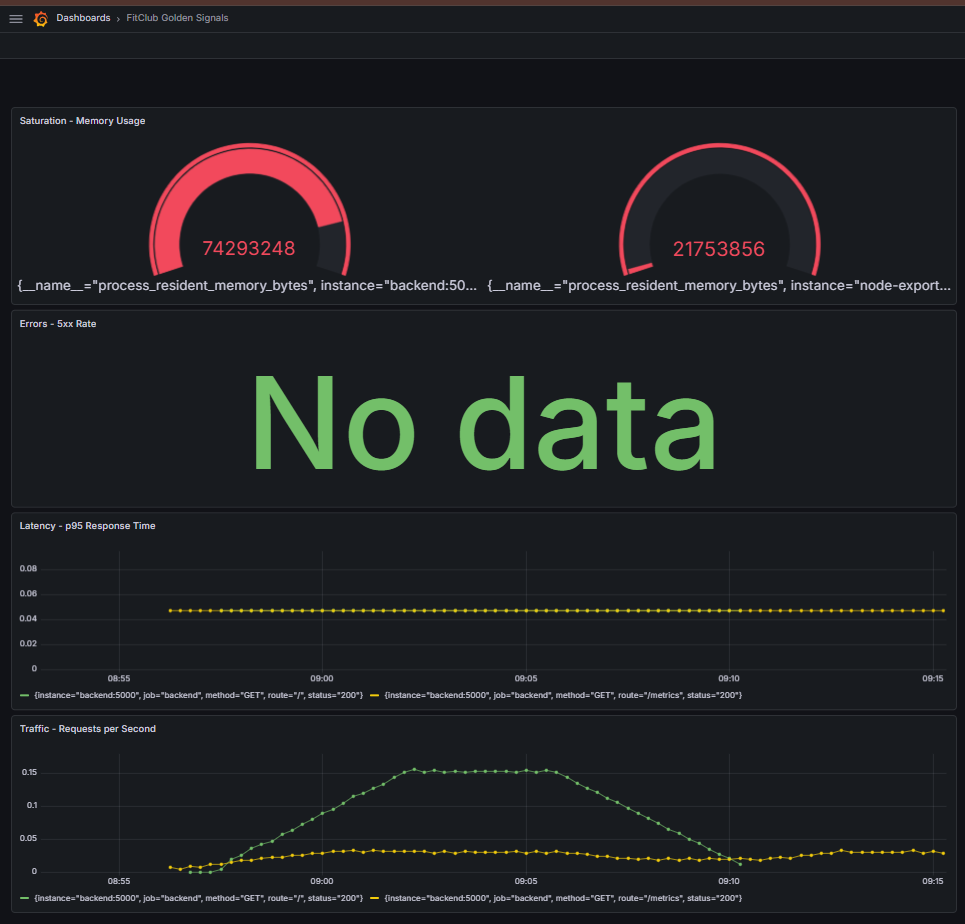 Dashboards › FitClub Golden Signals
Saturation - Memory Usage
74293248
21753856
{__name__="process_resident_memory_bytes", instance="backend:50...
{__name__="process_resident_memory_bytes", instance="node-export...
Errors - 5xx Rate
No data
Latency - p95 Response Time
0.08
0.06
0.04
0.02
0
08:55 09:00 09:05 09:10 09:15
{instance="backend:5000", job="backend", method="GET", route="/", status="200"} {instance="backend:5000", job="backend", method="GET", route="/metrics", status="200"}
Traffic - Requests per Second
0.15
0.1
0.05
0
08:55 09:00 09:05 09:10 09:15
{instance="backend:5000", job="backend", method="GET", route="/", status="200"} {instance="backend:5000", job="backend", method="GET", route="/metrics", status="200"}